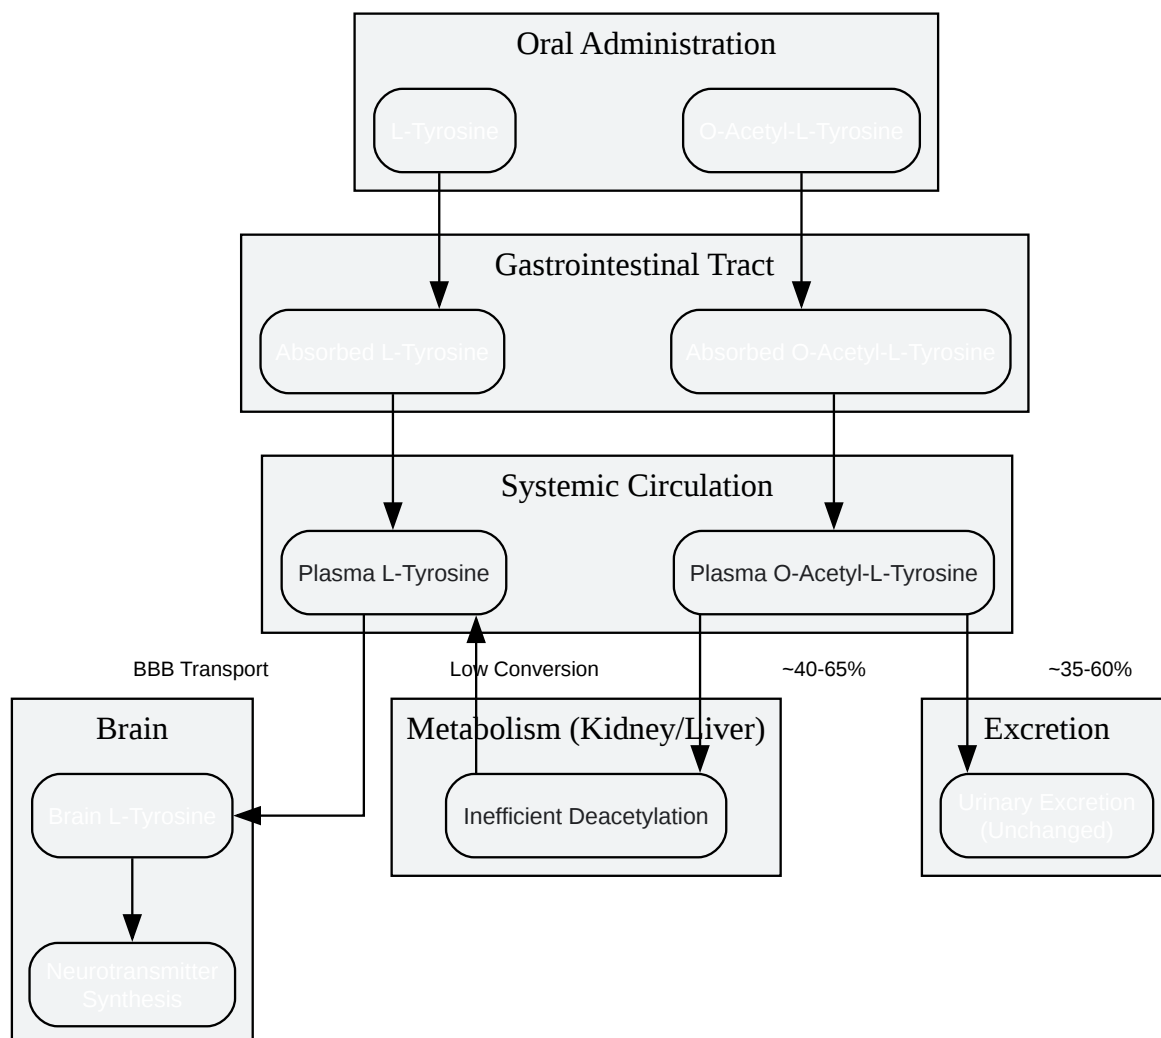 Oral Administration
L-Tyrosine
O-Acetyl-L-Tyrosine
Gastrointestinal Tract
Absorbed L-Tyrosine
Absorbed O-Acetyl-L-Tyrosine
Systemic Circulation
Plasma L-Tyrosine
Plasma O-Acetyl-L-Tyrosine
BBB Transport
Low Conversion
~40-65%
~35-60%
Brain
Metabolism (Kidney/Liver)
Excretion
Brain L-Tyrosine
Inefficient Deacetylation
Urinary Excretion
(Unchanged)
Neurotransmitter
Synthesis